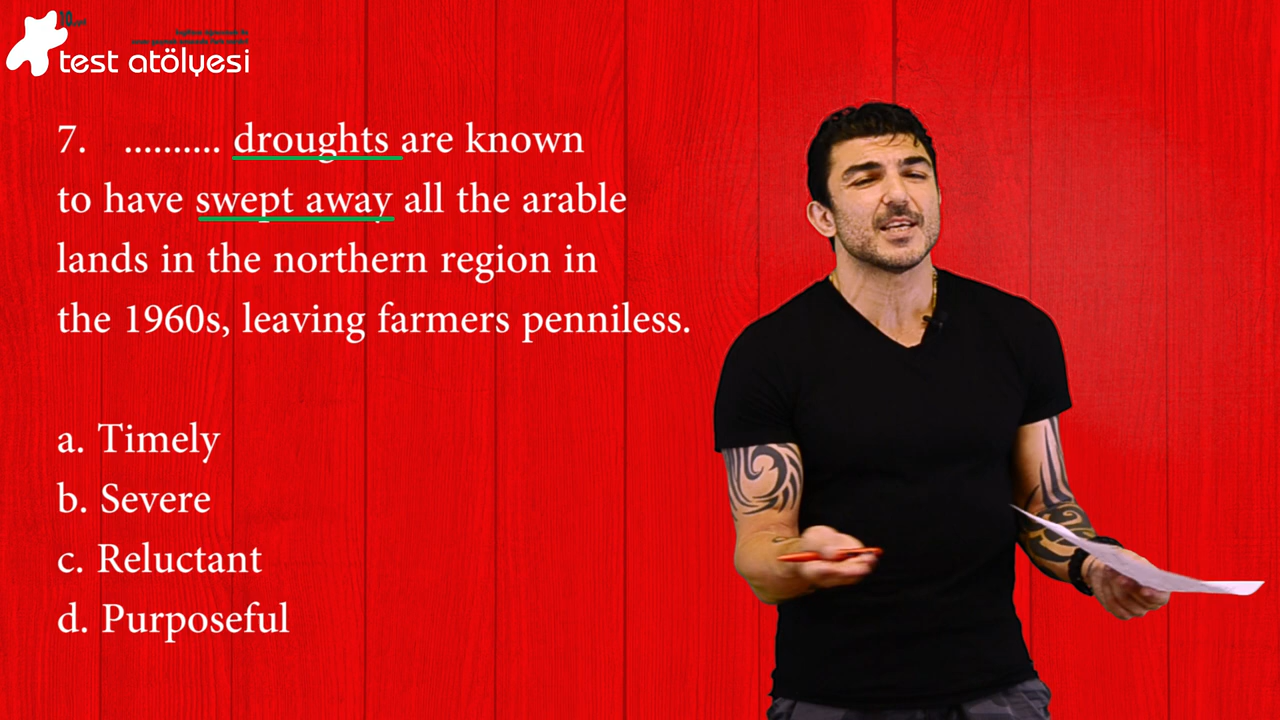 test atölyesi
7. .......... droughts are known
to have swept away all the arable
lands in the northern region in
the 1960s, leaving farmers penniless.
a. Timely
b. Severe
c. Reluctant
d. Purposeful